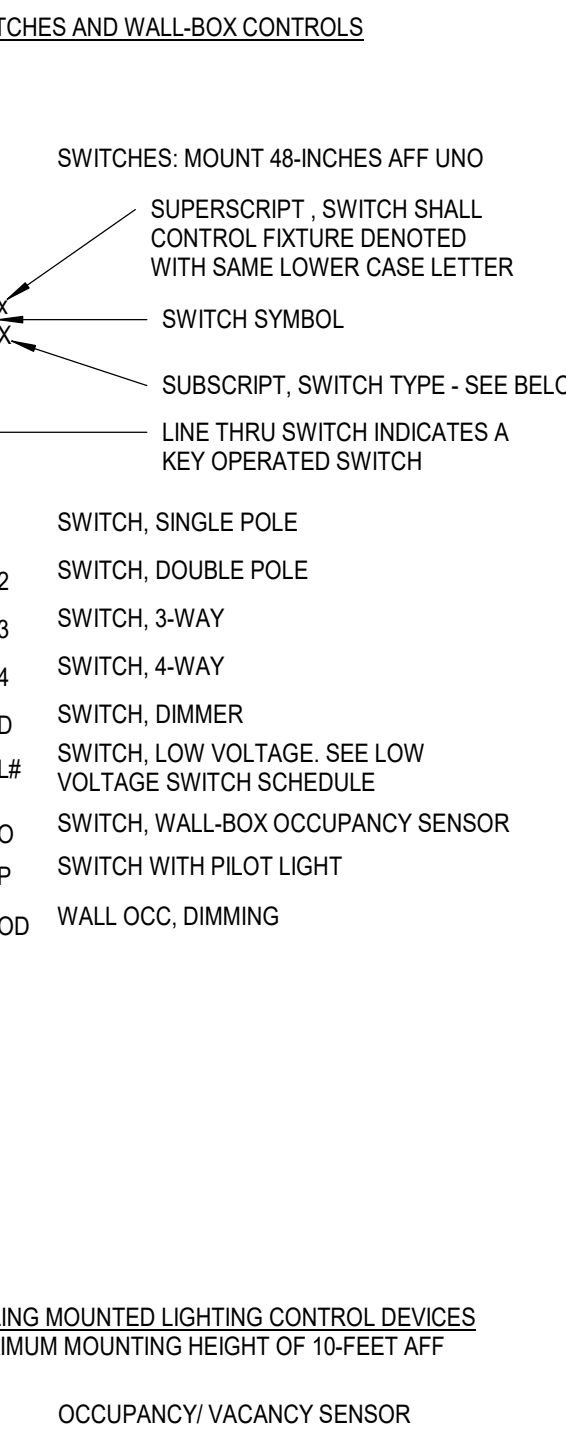 TCHES AND WALL-BOX CONTROLS
SWITCHES: MOUNT 48-INCHES AFF UNO
SUPERSCRIPT , SWITCH SHALL
CONTROL FIXTURE DENOTED
WITH SAME LOWER CASE LETTER
x
SWITCH SYMBOL
X
SUBSCRIPT, SWITCH TYPE - SEE BELO
LINE THRU SWITCH INDICATES A
KEY OPERATED SWITCH
SWITCH, SINGLE POLE
2 SWITCH, DOUBLE POLE
3 SWITCH, 3-WAY
4 SWITCH, 4-WAY
D SWITCH, DIMMER
L# SWITCH, LOW VOLTAGE. SEE LOW
VOLTAGE SWITCH SCHEDULE
O SWITCH, WALL-BOX OCCUPANCY SENSOR
P SWITCH WITH PILOT LIGHT
OD WALL OCC, DIMMING
ING MOUNTED LIGHTING CONTROL DEVICES
IMUM MOUNTING HEIGHT OF 10-FEET AFF
OCCUPANCY/ VACANCY SENSOR